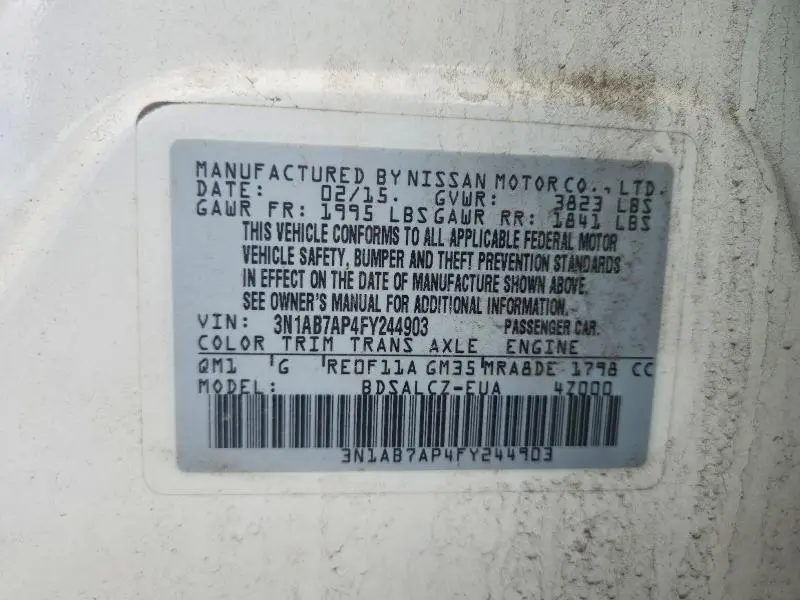 MANUFACTURED BY NISSAN MOTOR CO., LTD.
DATE: 02/15. GVWR: 3823 LBS
GAWR FR: 1995 LBS GAWR RR: 1841 LBS
THIS VEHICLE CONFORMS TO ALL APPLICABLE FEDERAL MOTOR
VEHICLE SAFETY, BUMPER AND THEFT PREVENTION STANDARDS
IN EFFECT ON THE DATE OF MANUFACTURE SHOWN ABOVE.
SEE OWNER'S MANUAL FOR ADDITIONAL INFORMATION.
VIN: 3N1AB7AP4FY244903 PASSENGER CAR.
COLOR TRIM TRANS AXLE ENGINE
QM1 G RE0F11A GM35 MRA8DE 1798 CC
MODEL: BDSALCZ-EUA 4Z000
3N1AB7AP4FY244903